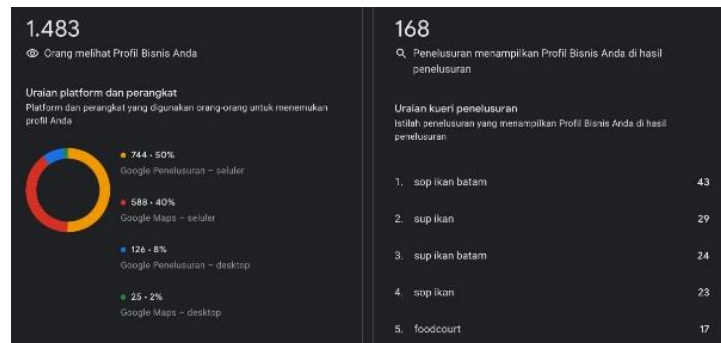 1.483
Orang melihat Profil Bisnis Anda
Uraian platform dan perangkat
Platform dan perangkat yang digunakan orang-orang untuk menemukan
profil Anda
744 • 50%
Google Penelusuran – seluler
588 • 40%
Google Maps – seluler
126 • 8%
Google Penelusuran – desktop
25 • 2%
Google Maps – desktop
168
Penelusuran menampilkan Profil Bisnis Anda di hasil
penelusuran
Uraian kueri penelusuran
Istilah penelusuran yang menampilkan Profil Bisnis Anda di hasil
penelusuran
1. sop ikan batam 43
2. sup ikan 29
3. sup ikan batam 24
4. sop ikan 23
5. foodcourt 17